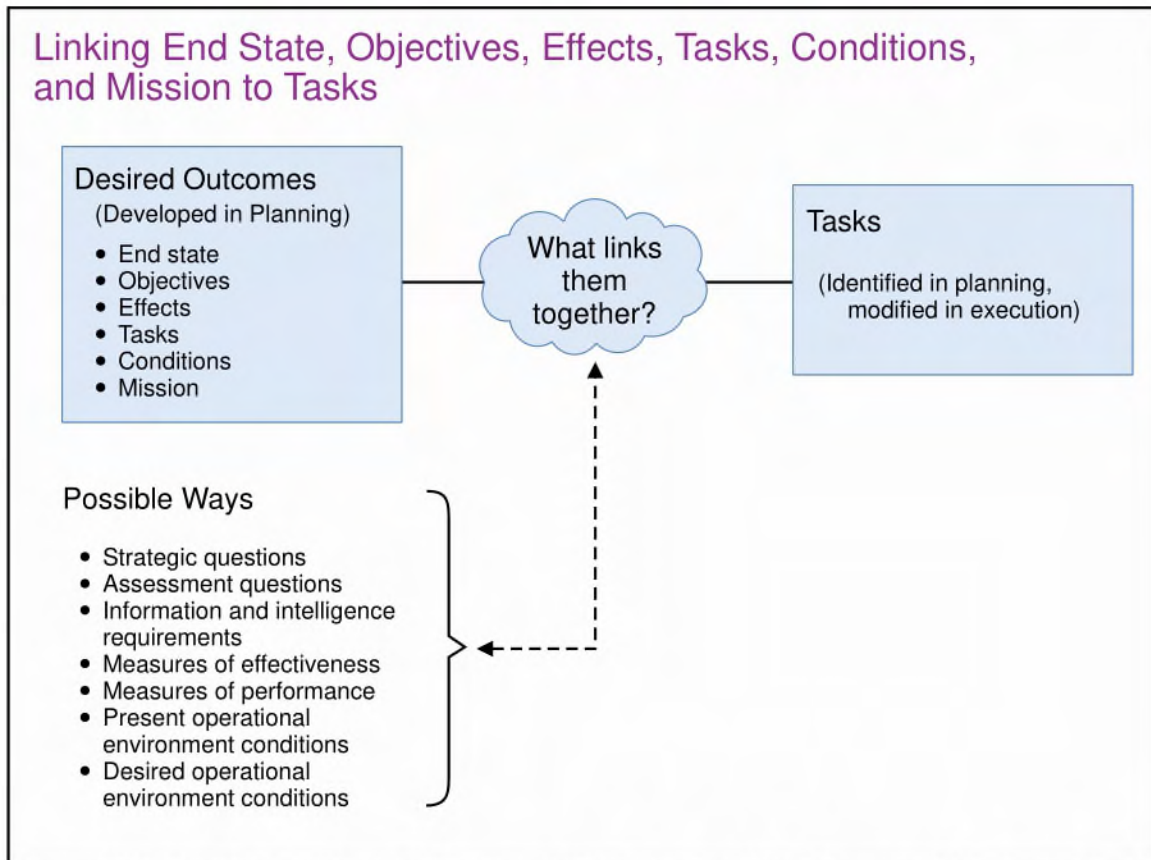 Linking End State, Objectives, Effects, Tasks, Conditions,
and Mission to Tasks
Desired Outcomes
(Developed in Planning)
• End state
• Objectives
• Effects
• Tasks
• Conditions
• Mission
What links
them
together?
Tasks
(Identified in planning,
modified in execution)
Possible Ways
• Strategic questions
• Assessment questions
• Information and intelligence
requirements
• Measures of effectiveness
• Measures of performance
• Present operational
environment conditions
• Desired operational
environment conditions